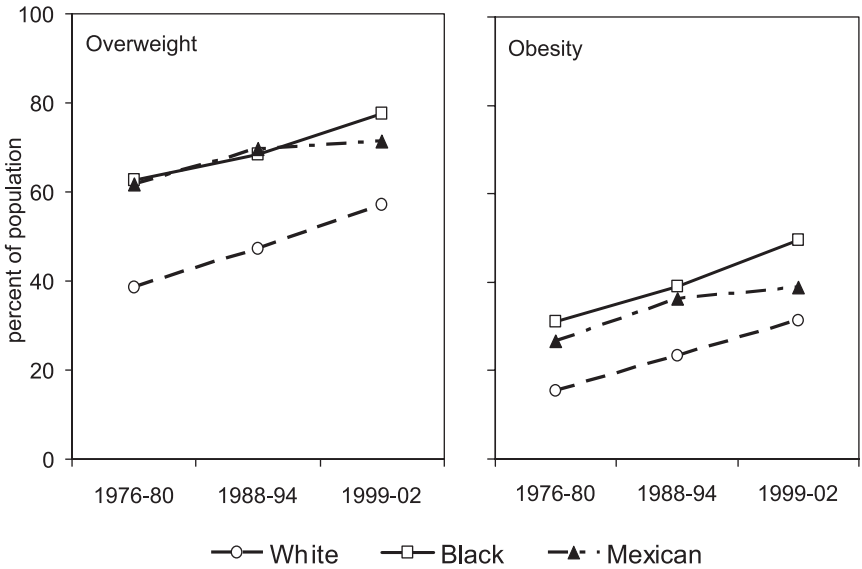 Overweight
Obesity
percent of population
100
80
60
40
20
0
1976-80 1988-94 1999-02
1976-80 1988-94 1999-02
White Black Mexican